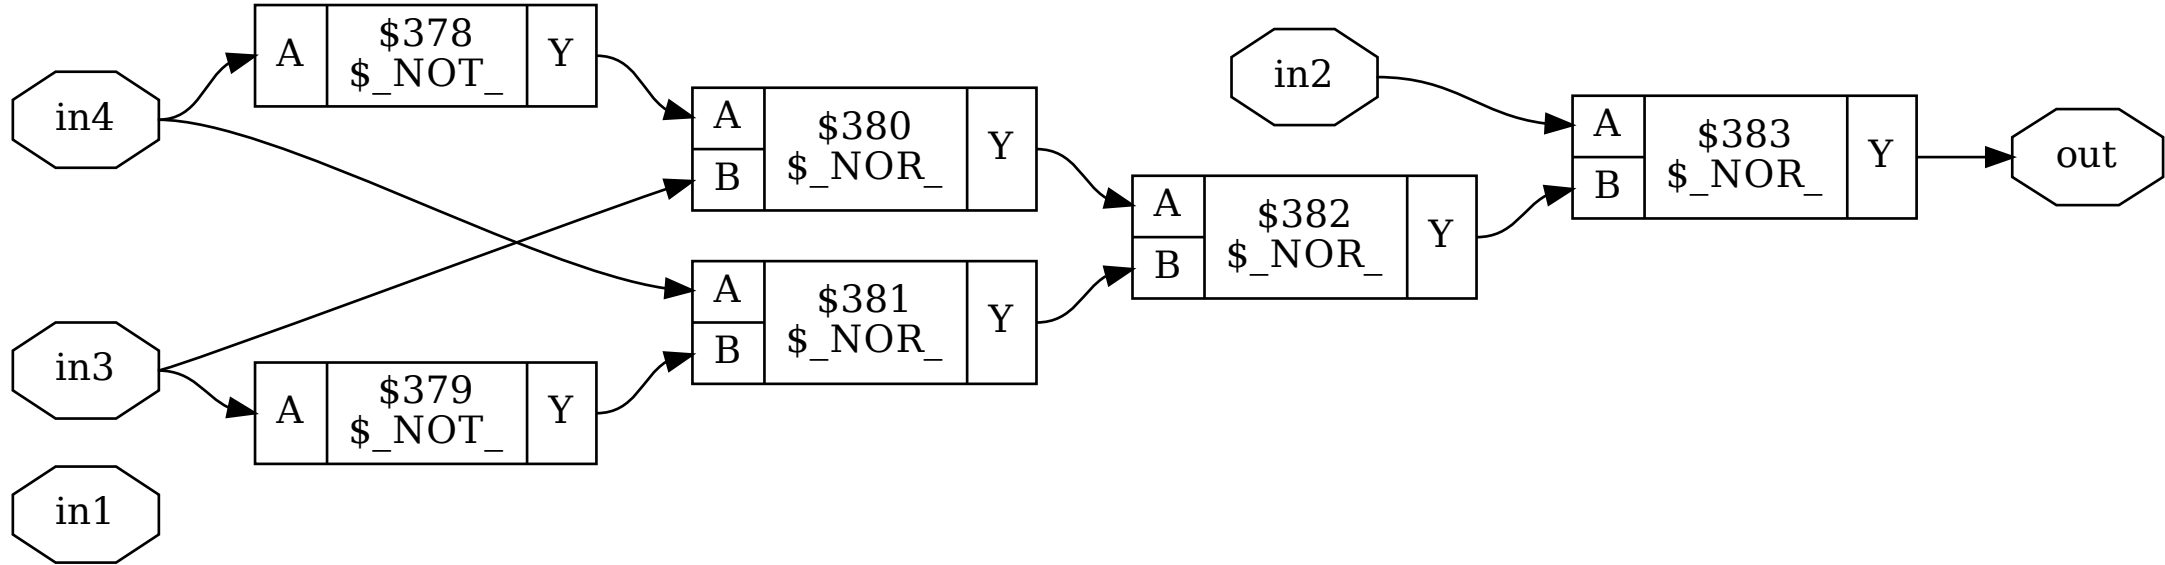 in4
A
$378
$_NOT_
Y
in3
A
$379
$_NOT_
Y
in1
A
B
$380
$_NOR_
Y
A
B
$381
$_NOR_
Y
in2
A
B
$382
$_NOR_
Y
A
B
$383
$_NOR_
Y
out